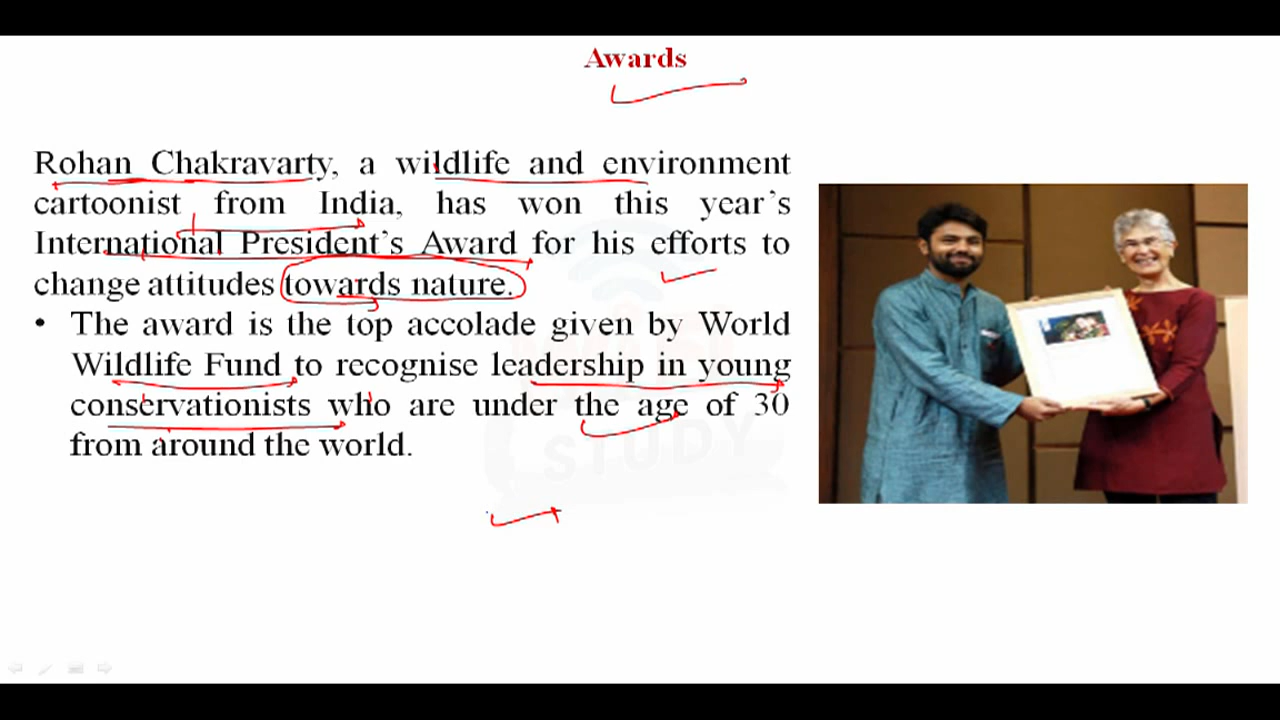 Awards
Rohan Chakravarty, a wildlife and environment
cartoonist from India, has won this year's
International President's Award for his efforts to
change attitudes towards nature.
• The award is the top accolade given by World
Wildlife Fund to recognise leadership in young
conservationists who are under the age of 30
from around the world.
STUDY